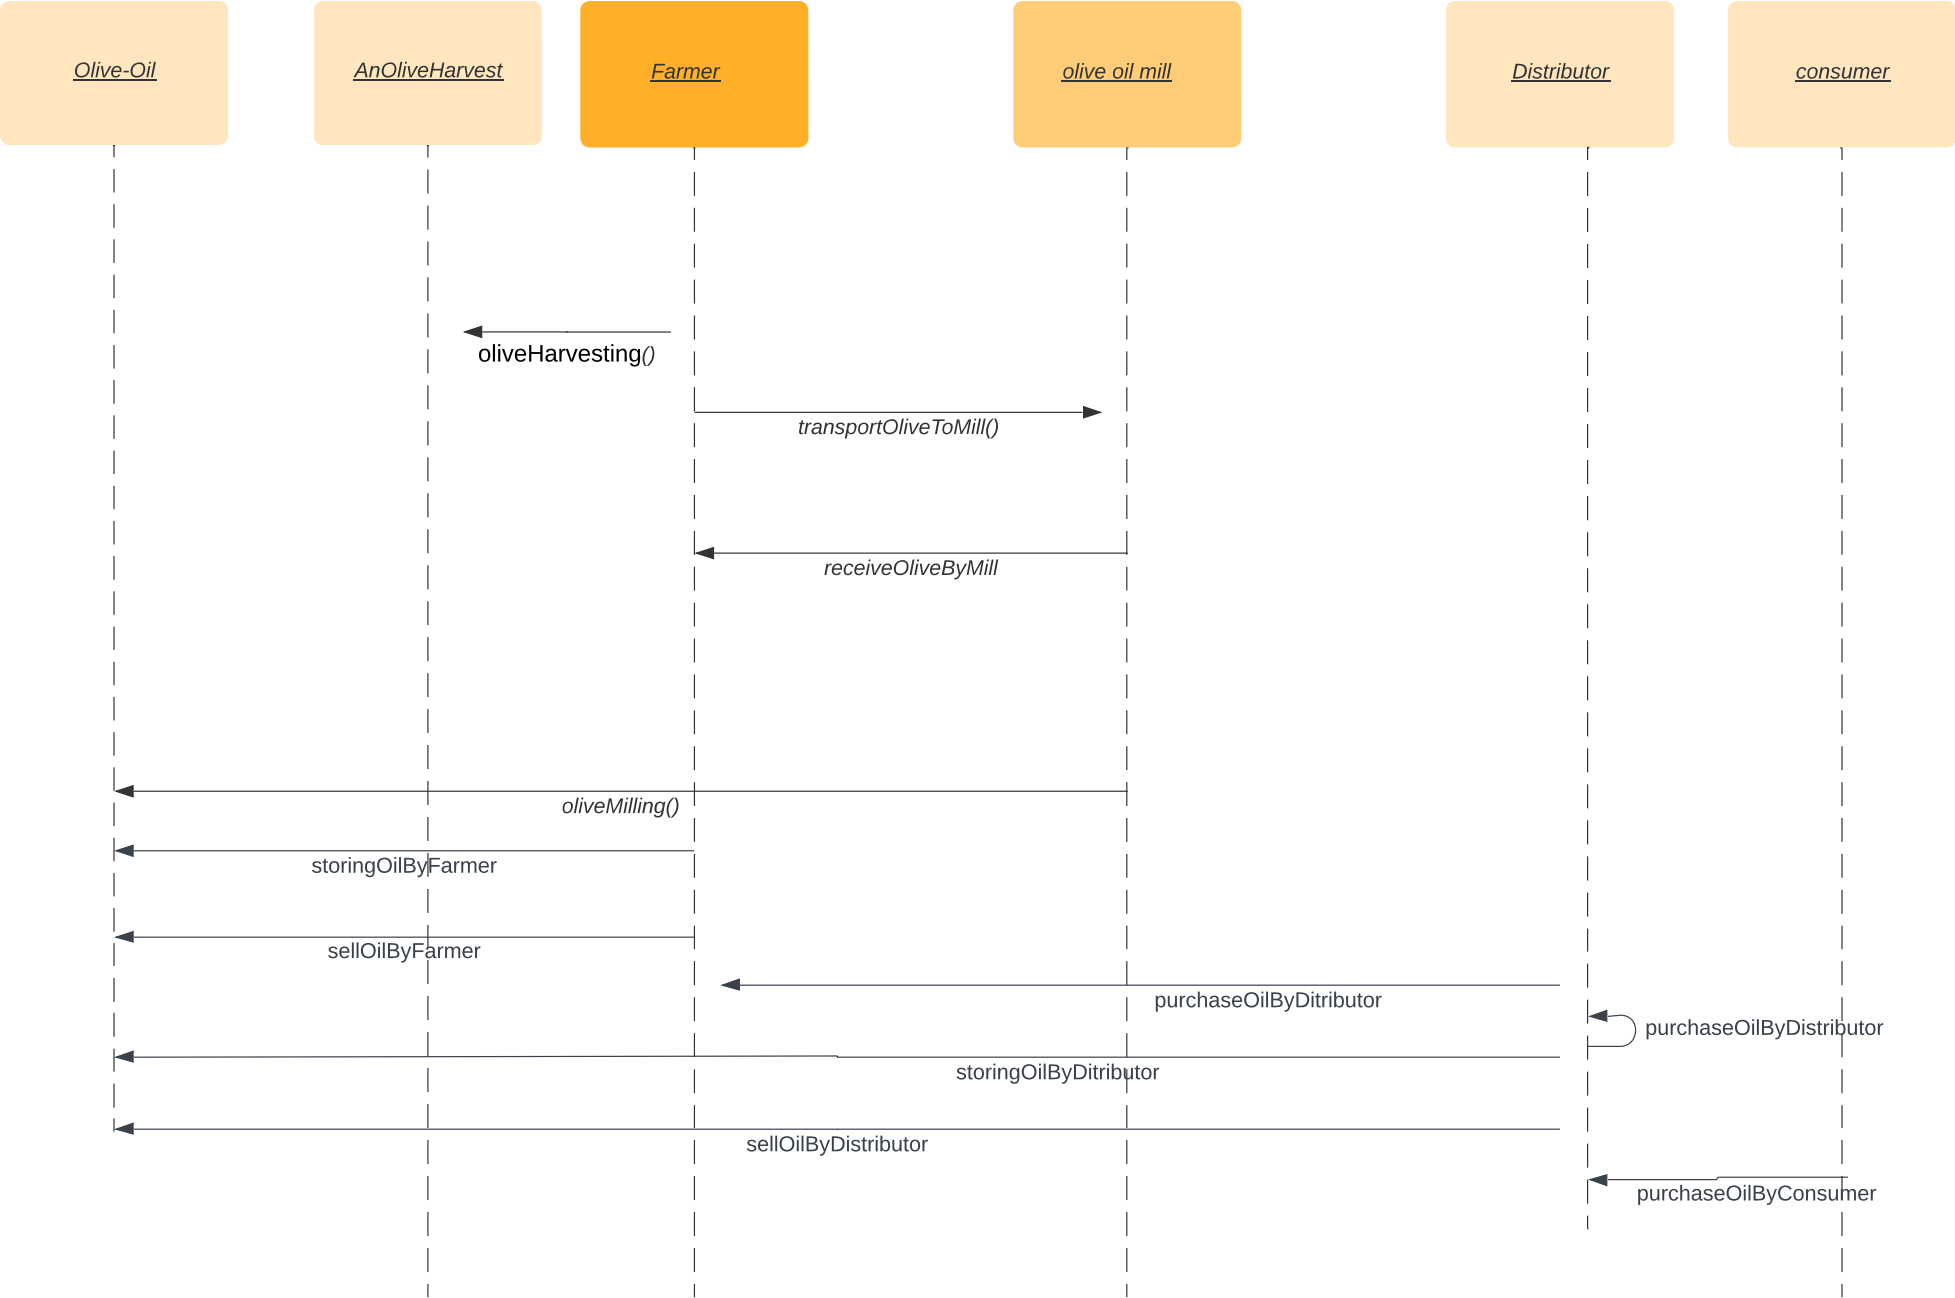 Olive-Oil
AnOliveHarvest
Farmer
olive oil mill
Distributor
consumer
oliveHarvesting()
transportOliveToMill()
receiveOliveByMill
oliveMilling()
storingOilByFarmer
sellOilByFarmer
purchaseOilByDitributor
purchaseOilByDistributor
storingOilByDitributor
sellOilByDistributor
purchaseOilByConsumer